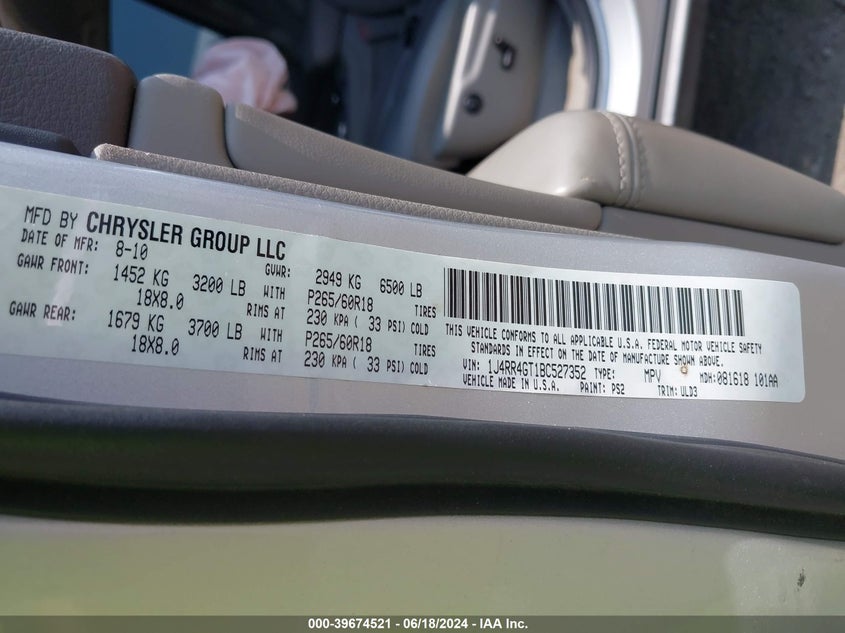 MFD BY CHRYSLER GROUP LLC
DATE OF MFR: 8-10 GVWR: 2949 KG 6500 LB
GAWR FRONT: 1452 KG 3200 LB WITH P265/60R18 TIRES
18X8.0 RIMS AT 230 KPA ( 33 PSI) COLD
GAWR REAR: 1679 KG 3700 LB WITH P265/60R18 TIRES
18X8.0 RIMS AT 230 KPA ( 33 PSI) COLD
THIS VEHICLE CONFORMS TO ALL APPLICABLE U.S.A. FEDERAL MOTOR VEHICLE SAFETY
STANDARDS IN EFFECT ON THE DATE OF MANUFACTURE SHOWN ABOVE.
VIN: 1J4RR4GT1BC527352 TYPE: MPV MDH: 081618 101AA
VEHICLE MADE IN U.S.A. PAINT: PS2 TRIM: ULD3
000-39674521 - 06/18/2024 - IAA Inc.